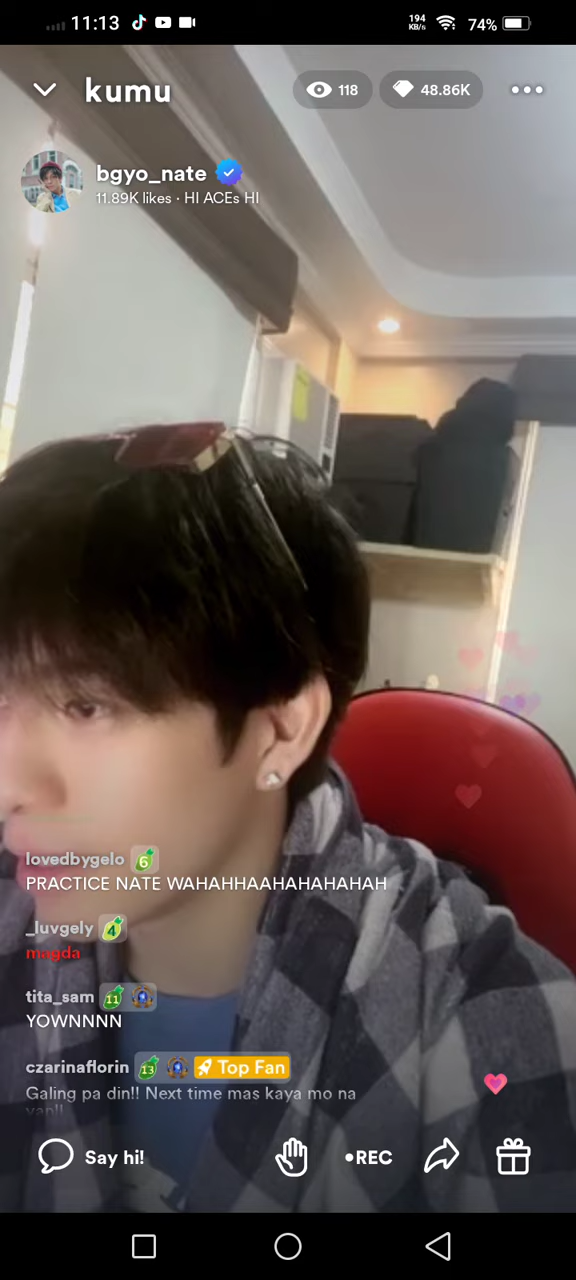 11:13
194
KB/s
74%
kumu
118
48.86K
bgyo_nate
11.89K likes · HI ACEs HI
lovedbygelo 6
PRACTICE NATE WAHAHHAAHAHAHAHAH
_luvgely 4
magda
tita_sam 11
YOWNNNN
czarinaflorin 13 Top Fan
Galing pa din!! Next time mas kaya mo na
yan!!
Say hi!
•REC